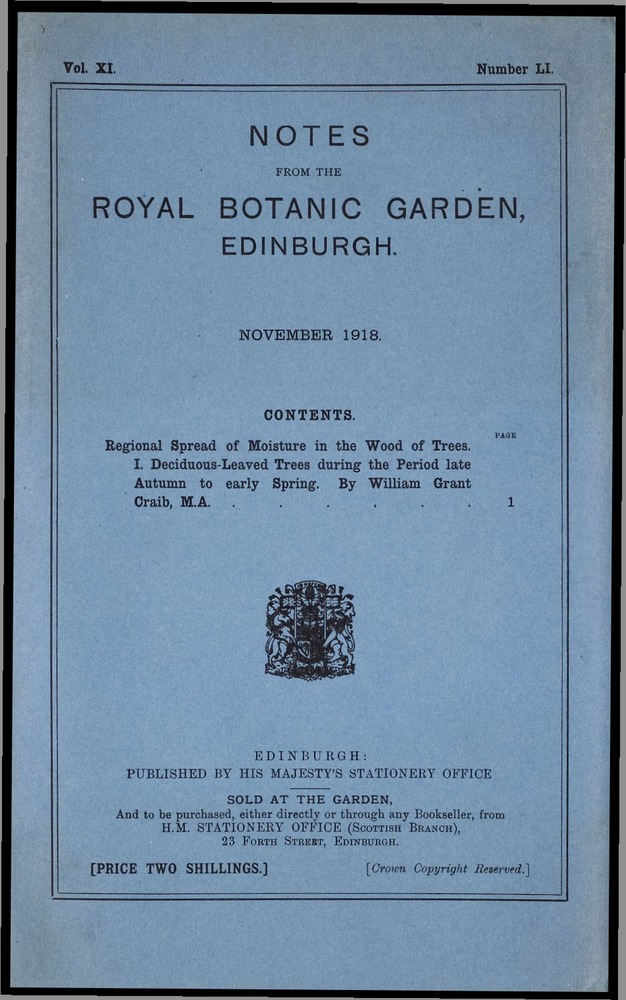 Vol. XI. Number LI.
NOTES
FROM THE
ROYAL BOTANIC GARDEN,
EDINBURGH.
NOVEMBER 1918.
CONTENTS.
PAGE
Regional Spread of Moisture in the Wood of Trees.
I. Deciduous-Leaved Trees during the Period late
Autumn to early Spring. By William Grant
Craib, M.A. . . . . . . 1
EDINBURGH:
PUBLISHED BY HIS MAJESTY'S STATIONERY OFFICE
SOLD AT THE GARDEN,
And to be purchased, either directly or through any Bookseller, from
H.M. STATIONERY OFFICE (SCOTTISH BRANCH),
23 FORTH STREET, EDINBURGH.
[PRICE TWO SHILLINGS.] [Crown Copyright Reserved.]